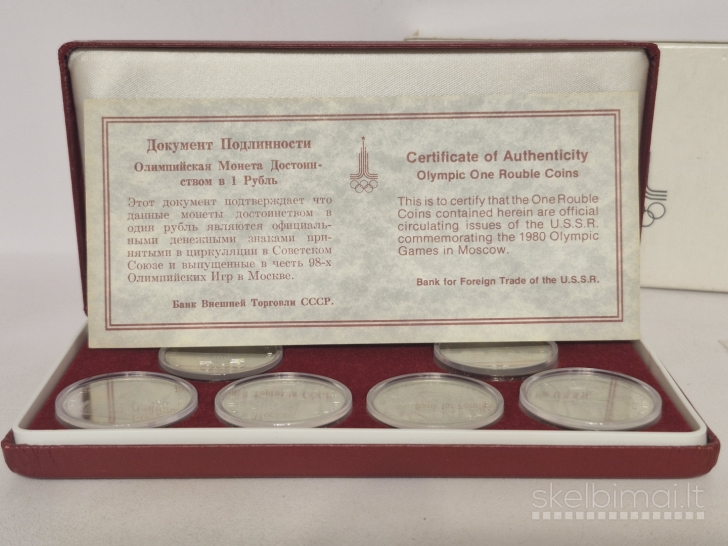 Документ Подлинности
Олимпийская Монета Достоин-
ством в 1 Рубль
Этот документ подтверждает что
данные монеты достоинством в
один рубль являются официаль-
ными денежными знаками при-
нятыми в циркуляции в Советском
Союзе и выпущенные в честь 98-х
Олимпийских Игр в Москве.
Банк Внешней Торговли СССР.
Certificate of Authenticity
Olympic One Rouble Coins
This is to certify that the One Rouble
Coins contained herein are official
circulating issues of the U.S.S.R.
commemorating the 1980 Olympic
Games in Moscow.
Bank for Foreign Trade of the U.S.S.R.
skelbimai.lt